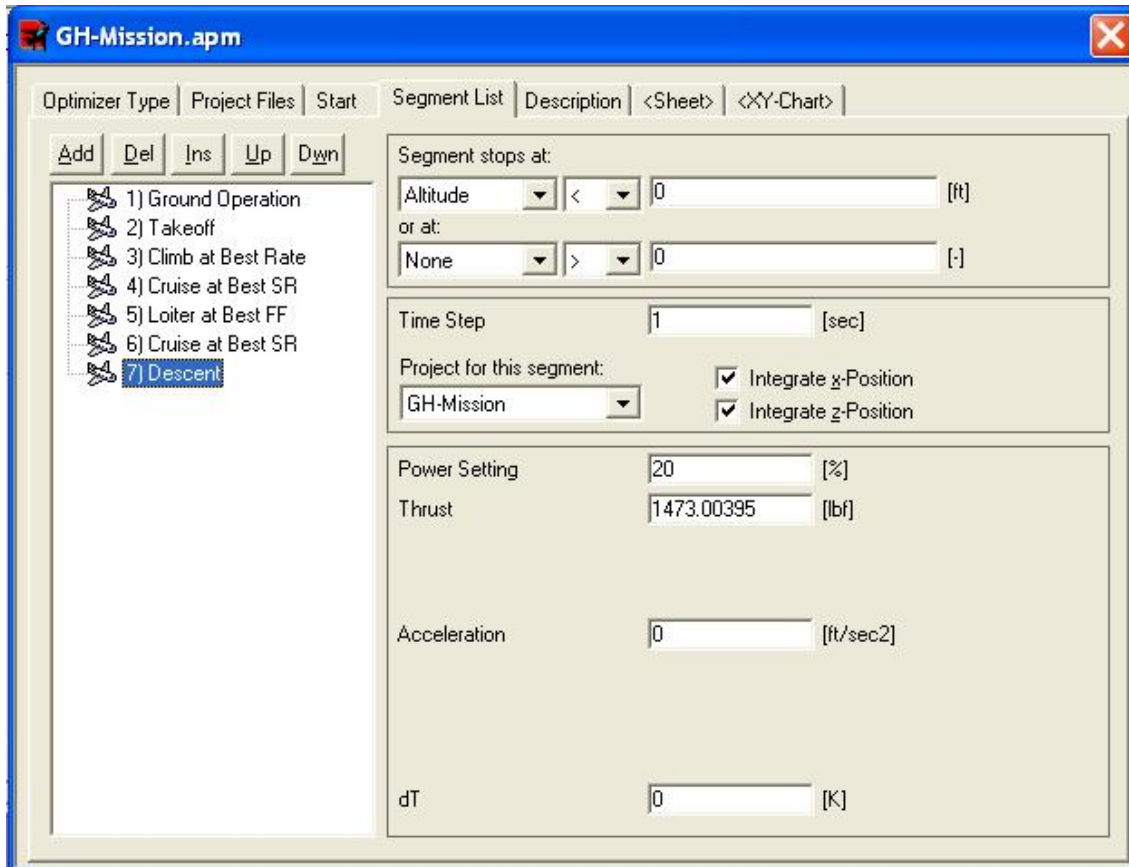 GH-Mission.apm
Optimizer Type Project Files Start Segment List Description <Sheet> <XY-Chart>
Add Del Ins Up Dwn
1) Ground Operation
2) Takeoff
3) Climb at Best Rate
4) Cruise at Best SR
5) Loiter at Best FF
6) Cruise at Best SR
7) Descent
Segment stops at:
Altitude < 0 [ft]
or at:
None > 0 [-]
Time Step 1 [sec]
Project for this segment:
GH-Mission
Integrate x-Position
Integrate z-Position
Power Setting 20 [%]
Thrust 1473.00395 [lbf]
Acceleration 0 [ft/sec2]
dT 0 [K]